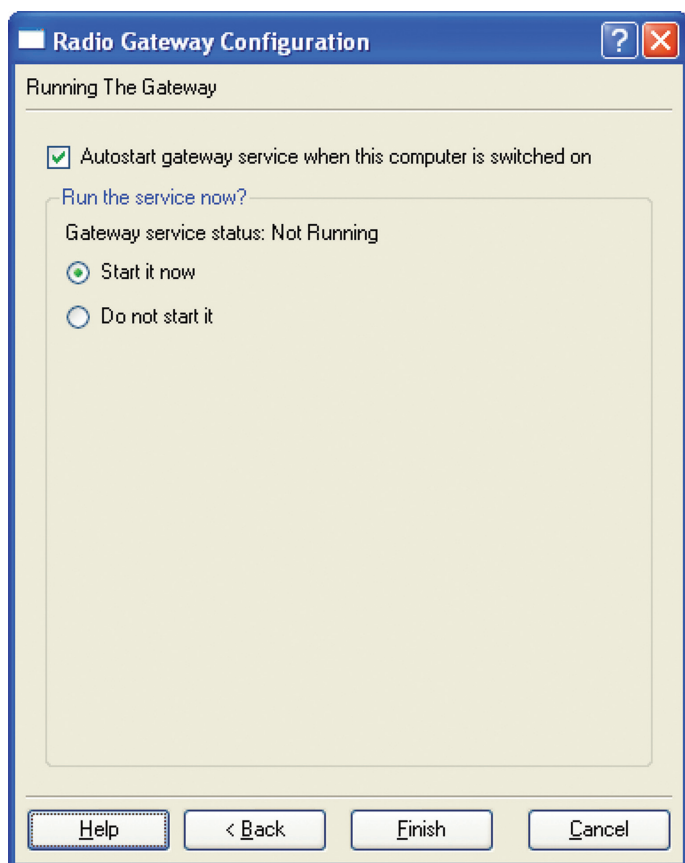 Radio Gateway Configuration
?
Running The Gateway
Autostart gateway service when this computer is switched on
Run the service now?
Gateway service status: Not Running
Start it now
Do not start it
Help
< Back
Finish
Cancel